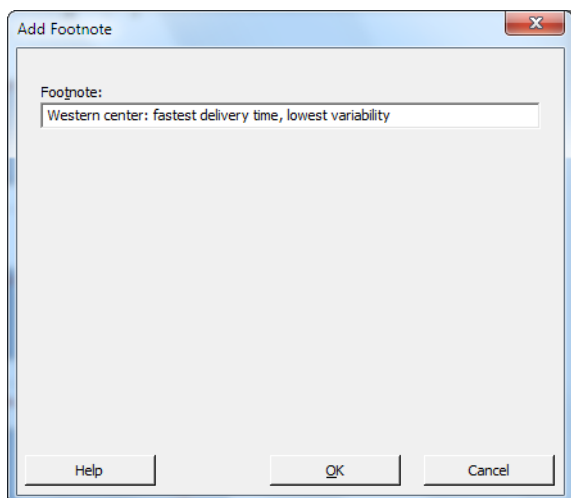 Add Footnote
Footnote:
Western center: fastest delivery time, lowest variability
Help
OK
Cancel